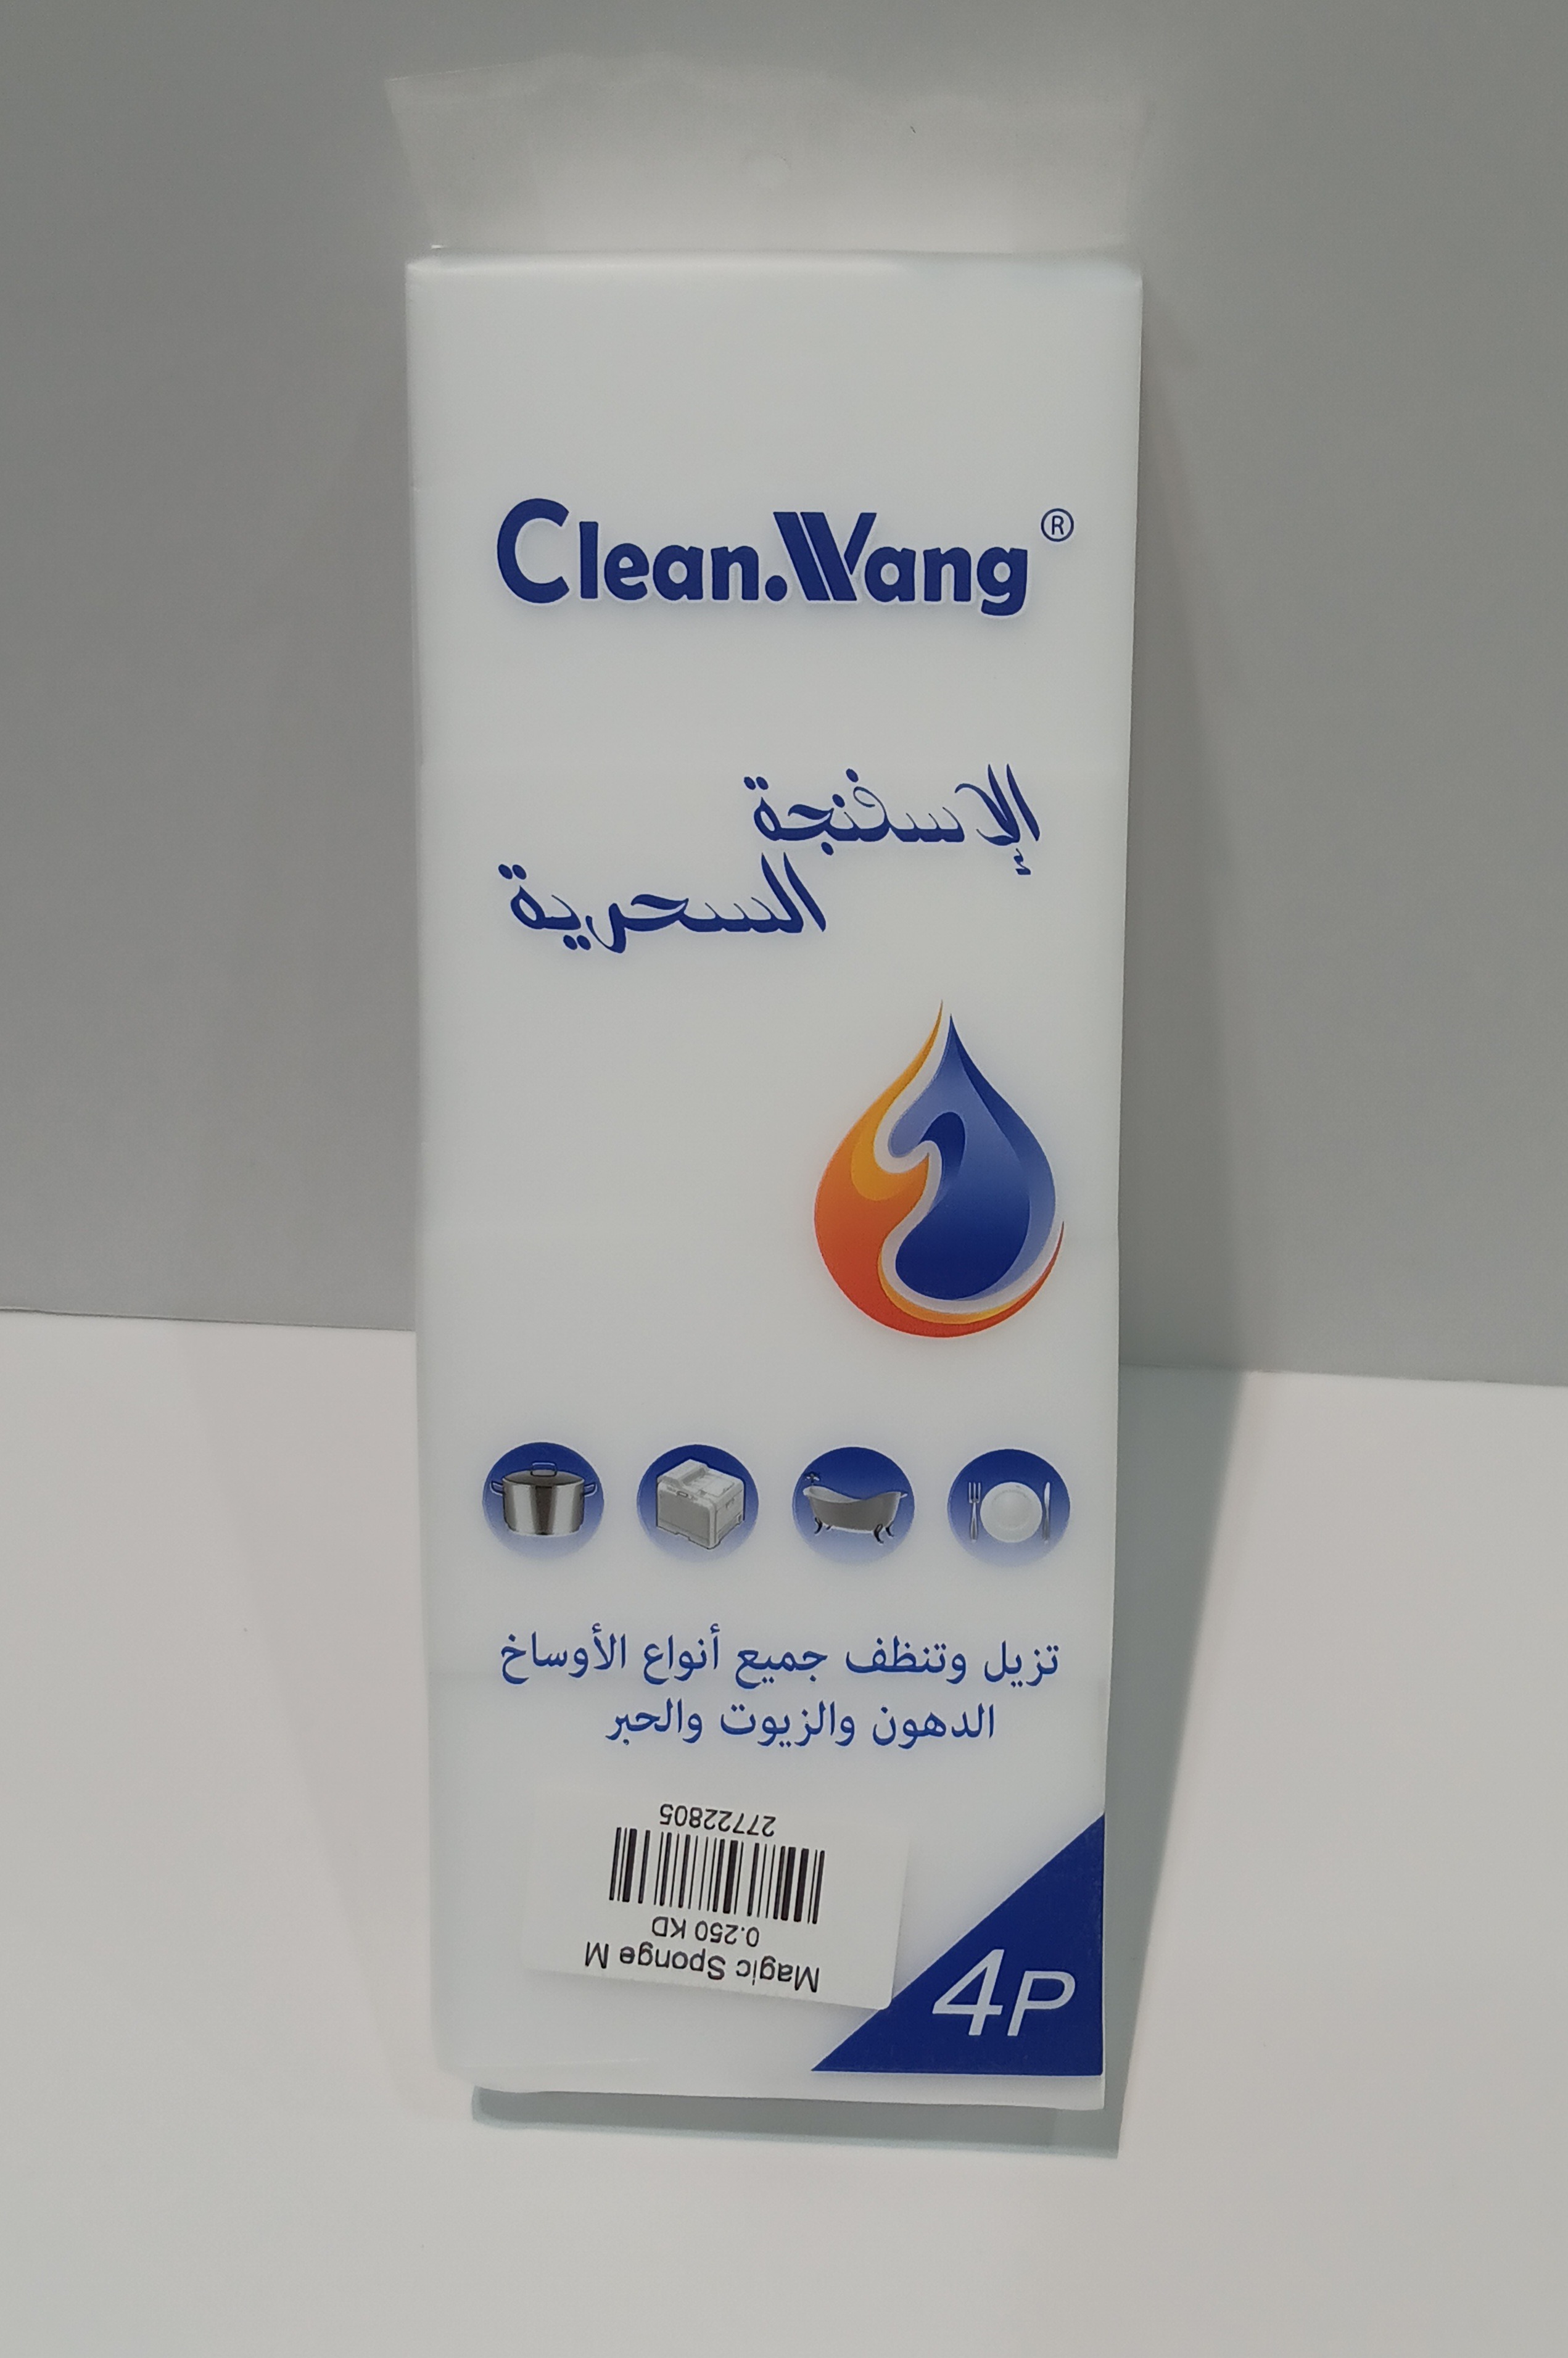 Clean.Wang®
الإسفنجة
السحرية
تزيل وتنظف جميع أنواع الأوساخ
الدهون والزيوت والحبر
Magic Sponge M
0.250 KD
27722805
4P